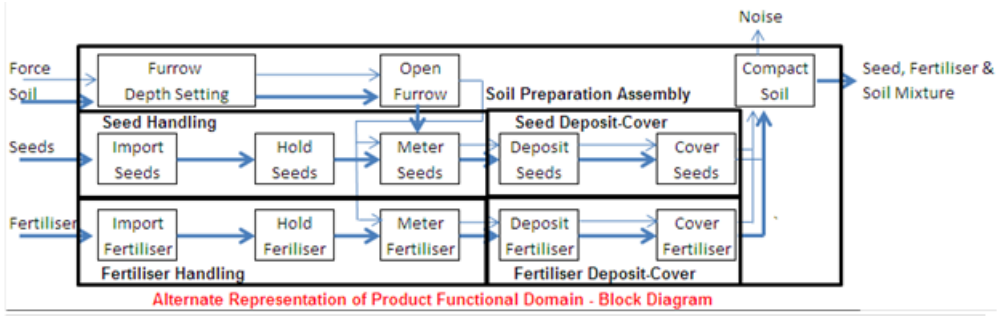 Noise
Force
Soil
Furrow
Depth Setting
Open
Furrow
Compact
Soil
Seed, Fertiliser &
Soil Mixture
Soil Preparation Assembly
Seed Handling
Seed Deposit-Cover
Seeds
Import
Seeds
Hold
Seeds
Meter
Seeds
Deposit
Seeds
Cover
Seeds
Fertiliser
Import
Fertiliser
Hold
Feriliser
Meter
Fertiliser
Deposit
Fertiliser
Cover
Fertiliser
Fertiliser Handling
Fertiliser Deposit-Cover
Alternate Representation of Product Functional Domain - Block Diagram